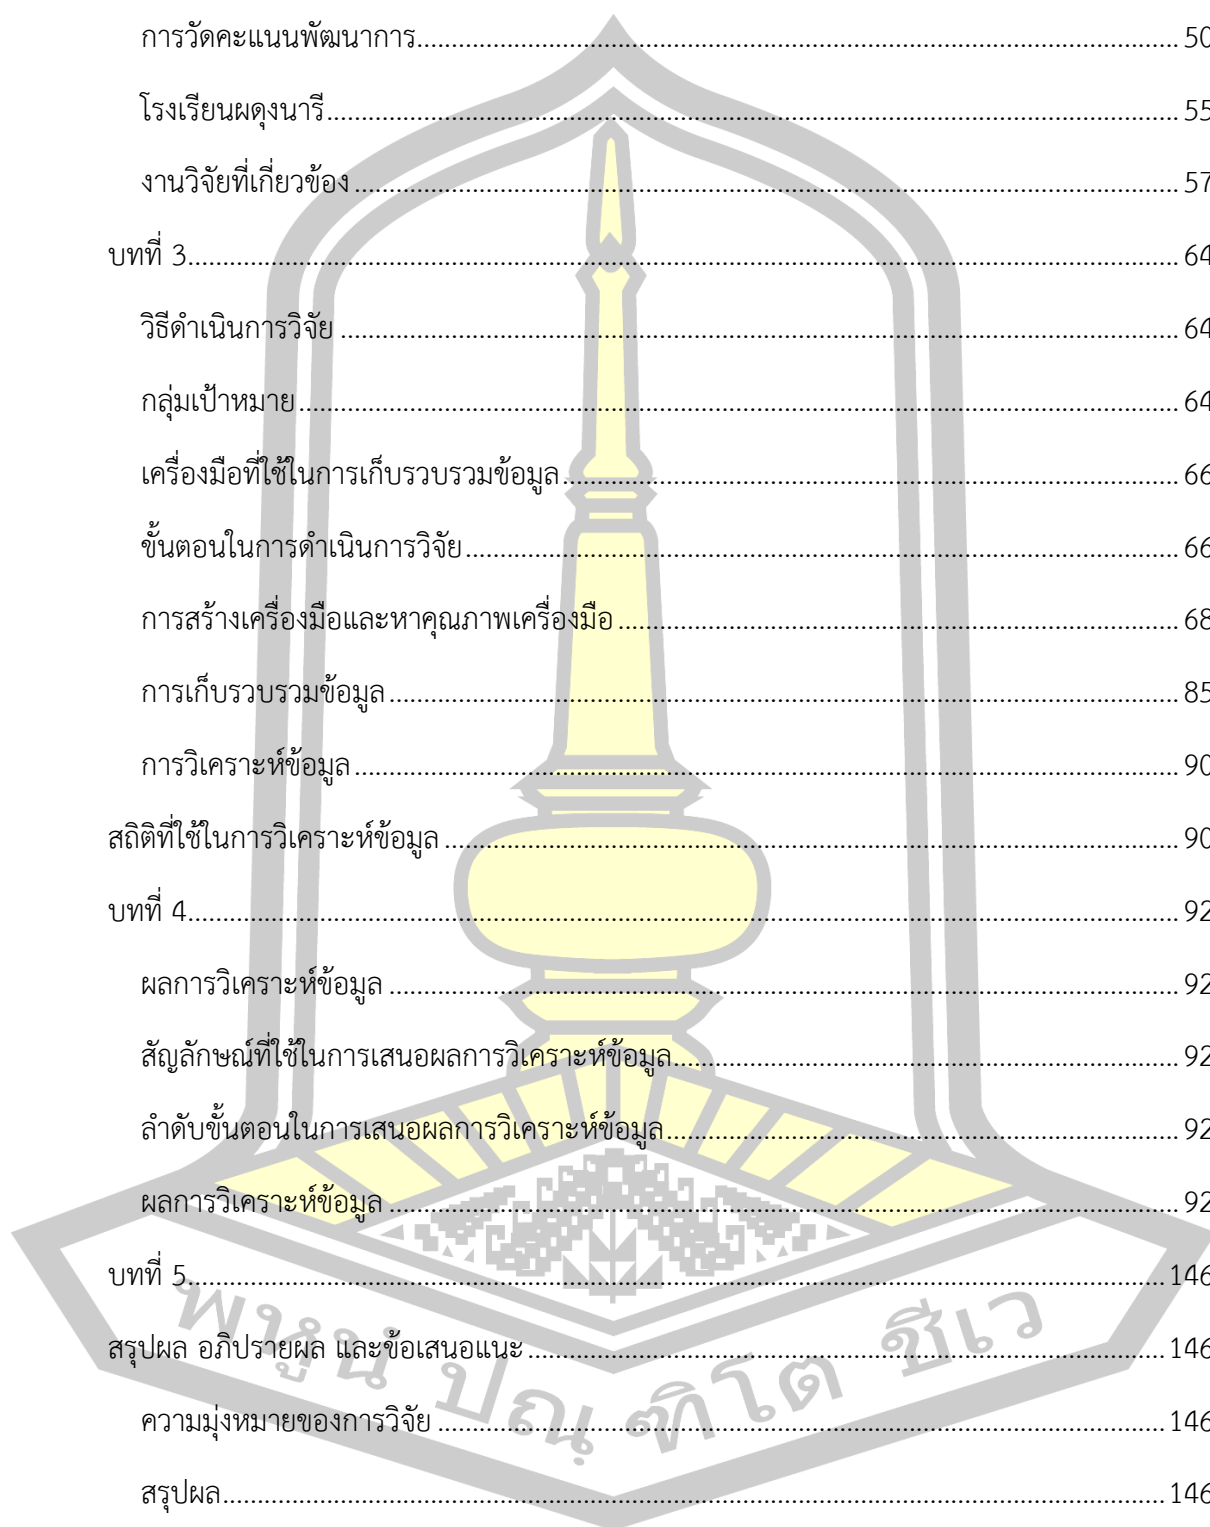 การวัดคะแนนพัฒนาการ........................................ 50
โรงเรียนผดุงนารี........................................ 55
งานวิจัยที่เกี่ยวข้อง........................................ 57
บทที่ 3........................................ 64
วิธีดำเนินการวิจัย........................................ 64
กลุ่มเป้าหมาย........................................ 64
เครื่องมือที่ใช้ในการเก็บรวบรวมข้อมูล........................................ 66
ขั้นตอนในการดำเนินการวิจัย........................................ 66
การสร้างเครื่องมือและหาคุณภาพเครื่องมือ........................................ 68
การเก็บรวบรวมข้อมูล........................................ 85
การวิเคราะห์ข้อมูล........................................ 90
สถิติที่ใช้ในการวิเคราะห์ข้อมูล........................................ 90
บทที่ 4........................................ 92
ผลการวิเคราะห์ข้อมูล........................................ 92
สัญลักษณ์ที่ใช้ในการเสนอผลการวิเคราะห์ข้อมูล........................................ 92
ลำดับขั้นตอนในการเสนอผลการวิเคราะห์ข้อมูล........................................ 92
ผลการวิเคราะห์ข้อมูล........................................ 92
บทที่ 5........................................ 146
สรุปผล อภิปรายผล และข้อเสนอแนะ........................................ 146
ความมุ่งหมายของการวิจัย........................................ 146
สรุปผล........................................ 146
พหูนํ ปณฺฑิโต ชีเว